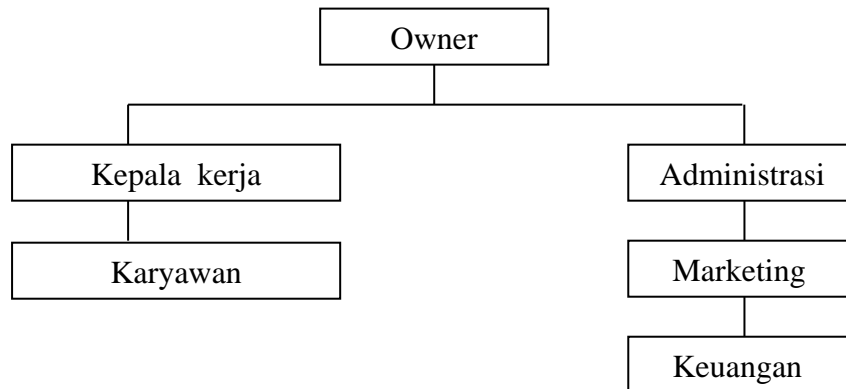 Owner
Kepala kerja
Administrasi
Karyawan
Marketing
Keuangan